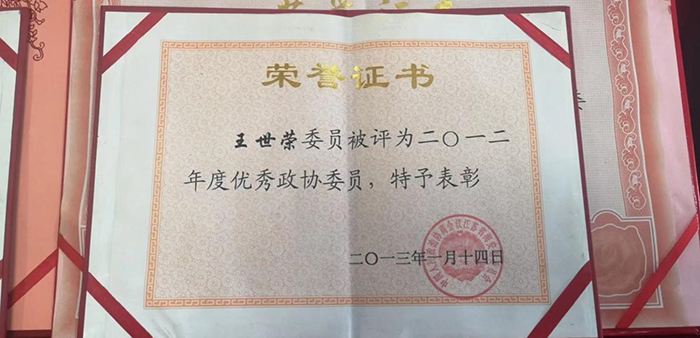 荣誉证书
王世荣委员被评为二〇一二
年度优秀政协委员，特予表彰
二〇一三年一月十四日